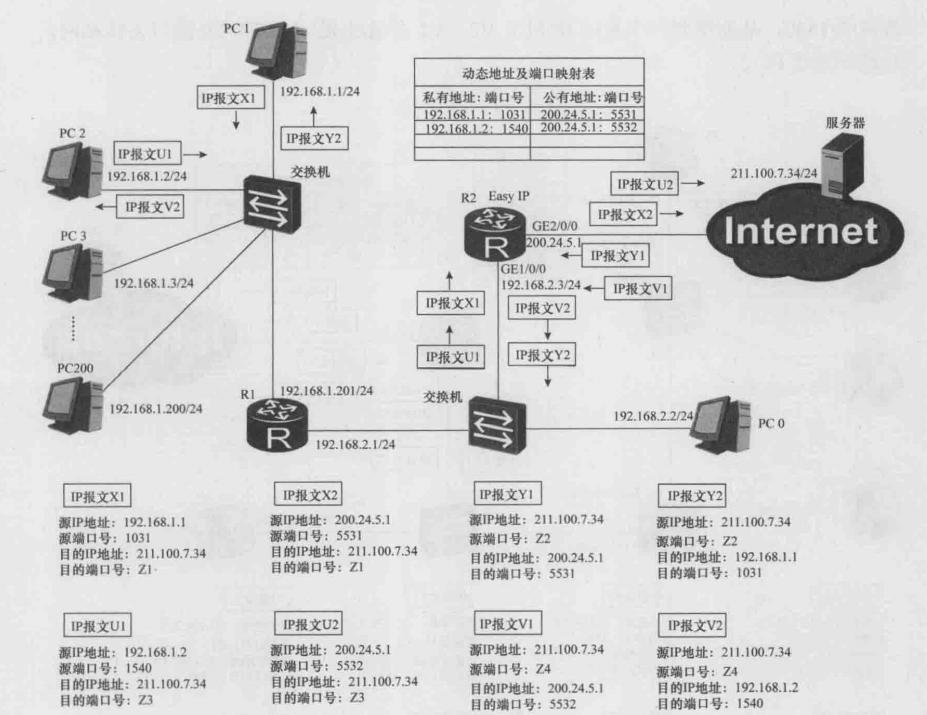 PC 1
192.168.1.1/24
IP报文X1
IP报文Y2
PC 2
IP报文U1
192.168.1.2/24
IP报文V2
交换机
PC 3
192.168.1.3/24
PC200
192.168.1.200/24
R1
192.168.1.201/24
R
192.168.2.1/24
动态地址及端口映射表
私有地址:端口号 公有地址:端口号
192.168.1.1: 1031 200.24.5.1: 5531
192.168.1.2: 1540 200.24.5.1: 5532
服务器
211.100.7.34/24
IP报文U2
IP报文X2
R2 Easy IP
R
GE2/0/0
200.24.5.1
Internet
IP报文Y1
GE1/0/0
192.168.2.3/24
IP报文V1
IP报文X1
IP报文V2
IP报文U1
IP报文Y2
交换机
192.168.2.2/24
PC 0
IP报文X1
源IP地址: 192.168.1.1
源端口号: 1031
目的IP地址: 211.100.7.34
目的端口号: Z1
IP报文X2
源IP地址: 200.24.5.1
源端口号: 5531
目的IP地址: 211.100.7.34
目的端口号: Z1
IP报文Y1
源IP地址: 211.100.7.34
源端口号: Z2
目的IP地址: 200.24.5.1
目的端口号: 5531
IP报文Y2
源IP地址: 211.100.7.34
源端口号: Z2
目的IP地址: 192.168.1.1
目的端口号: 1031
IP报文U1
源IP地址: 192.168.1.2
源端口号: 1540
目的IP地址: 211.100.7.34
目的端口号: Z3
IP报文U2
源IP地址: 200.24.5.1
源端口号: 5532
目的IP地址: 211.100.7.34
目的端口号: Z3
IP报文V1
源IP地址: 211.100.7.34
源端口号: Z4
目的IP地址: 200.24.5.1
目的端口号: 5532
IP报文V2
源IP地址: 211.100.7.34
源端口号: Z4
目的IP地址: 192.168.1.2
目的端口号: 1540